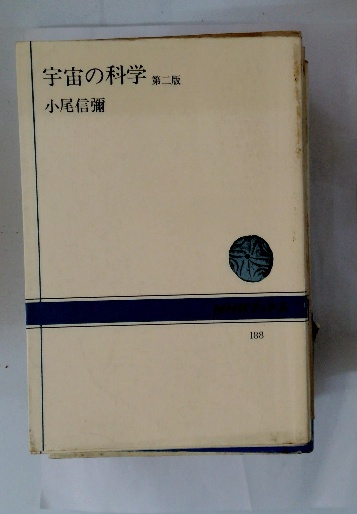 宇宙の科学 第二版
小尾信彌
188